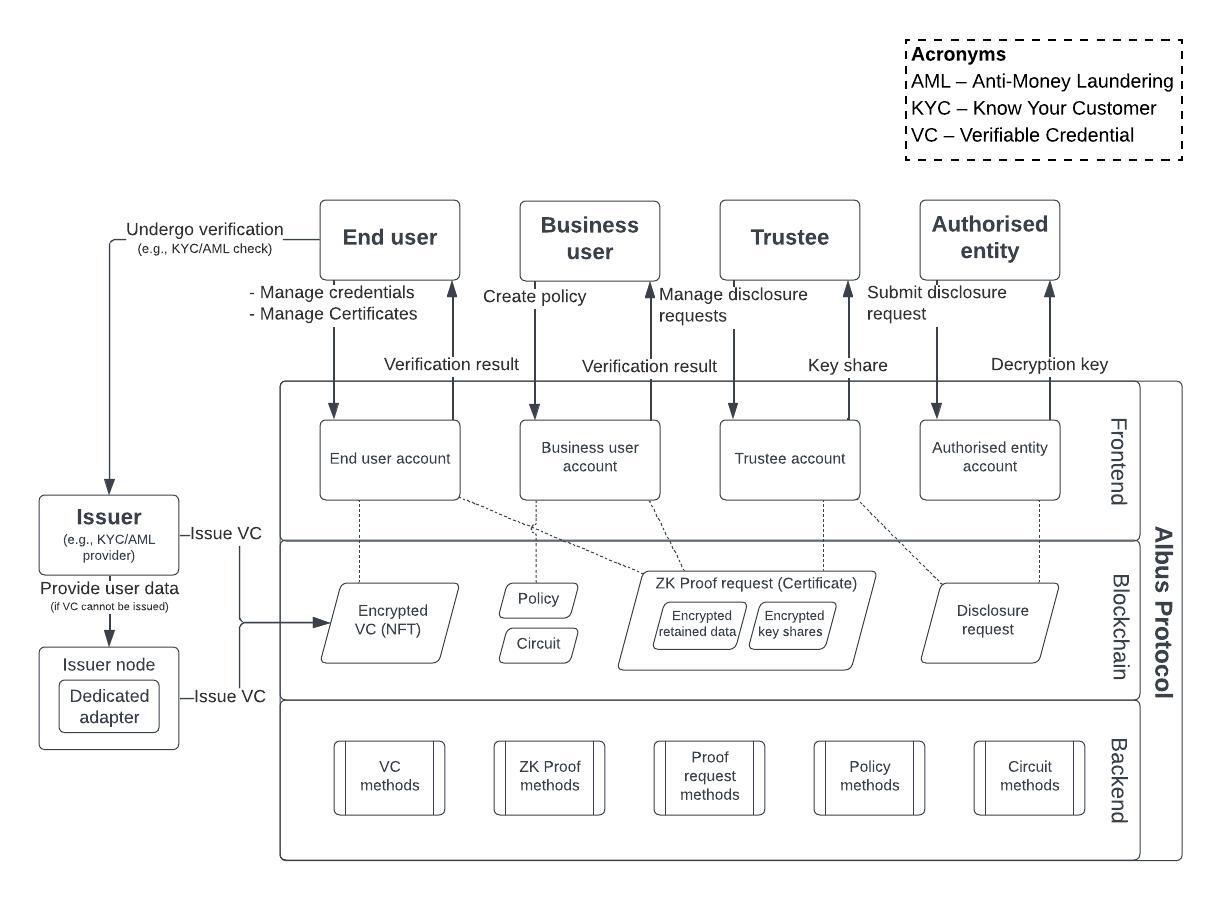 Acronyms
AML – Anti-Money Laundering
KYC – Know Your Customer
VC – Verifiable Credential
Undergo verification
(e.g., KYC/AML check)
End user
Business
user
Trustee
Authorised
entity
- Manage credentials
- Manage Certificates
Create policy
Manage disclosure
requests
Submit disclosure
request
Verification result
Verification result
Key share
Decryption key
End user account
Business user
account
Trustee account
Authorised entity
account
Frontend
Issuer
(e.g., KYC/AML
provider)
Issue VC
Provide user data
(if VC cannot be issued)
Issuer node
Dedicated
adapter
Issue VC
Encrypted
VC (NFT)
Policy
Circuit
ZK Proof request (Certificate)
Encrypted
retained data
Encrypted
key shares
Disclosure
request
Blockchain
Albus Protocol
VC
methods
ZK Proof
methods
Proof
request
methods
Policy
methods
Circuit
methods
Backend